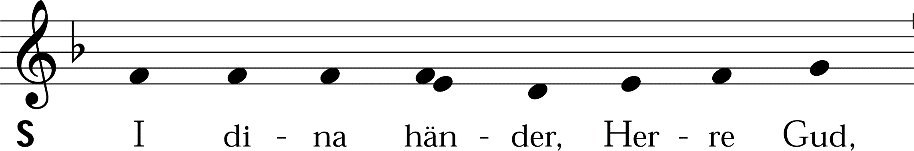 S I di - na hän - der, Her - re Gud,